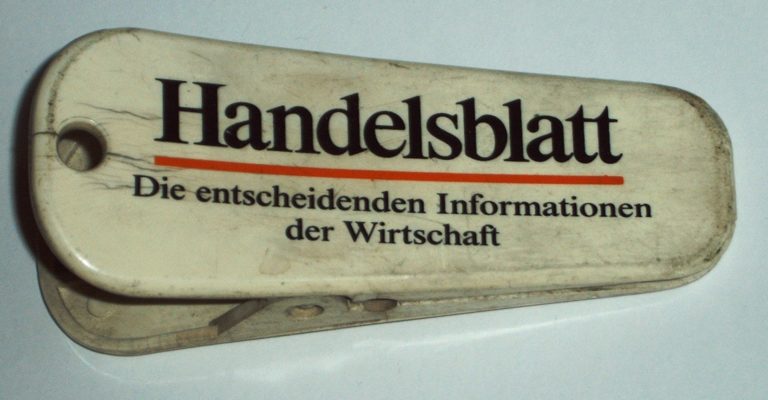 Handelsblatt
Die entscheidenden Informationen
der Wirtschaft